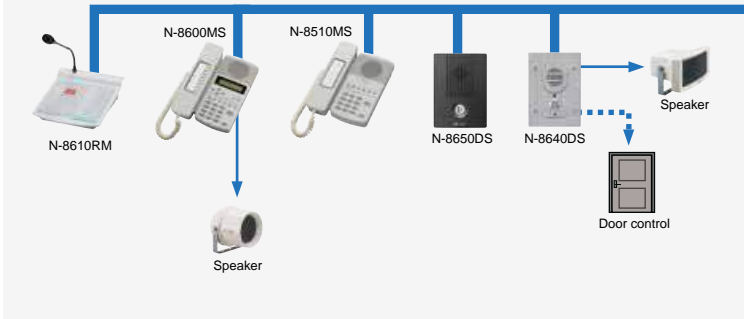 N-8600MS
N-8510MS
Speaker
N-8650DS
N-8640DS
N-8610RM
Door control
Speaker